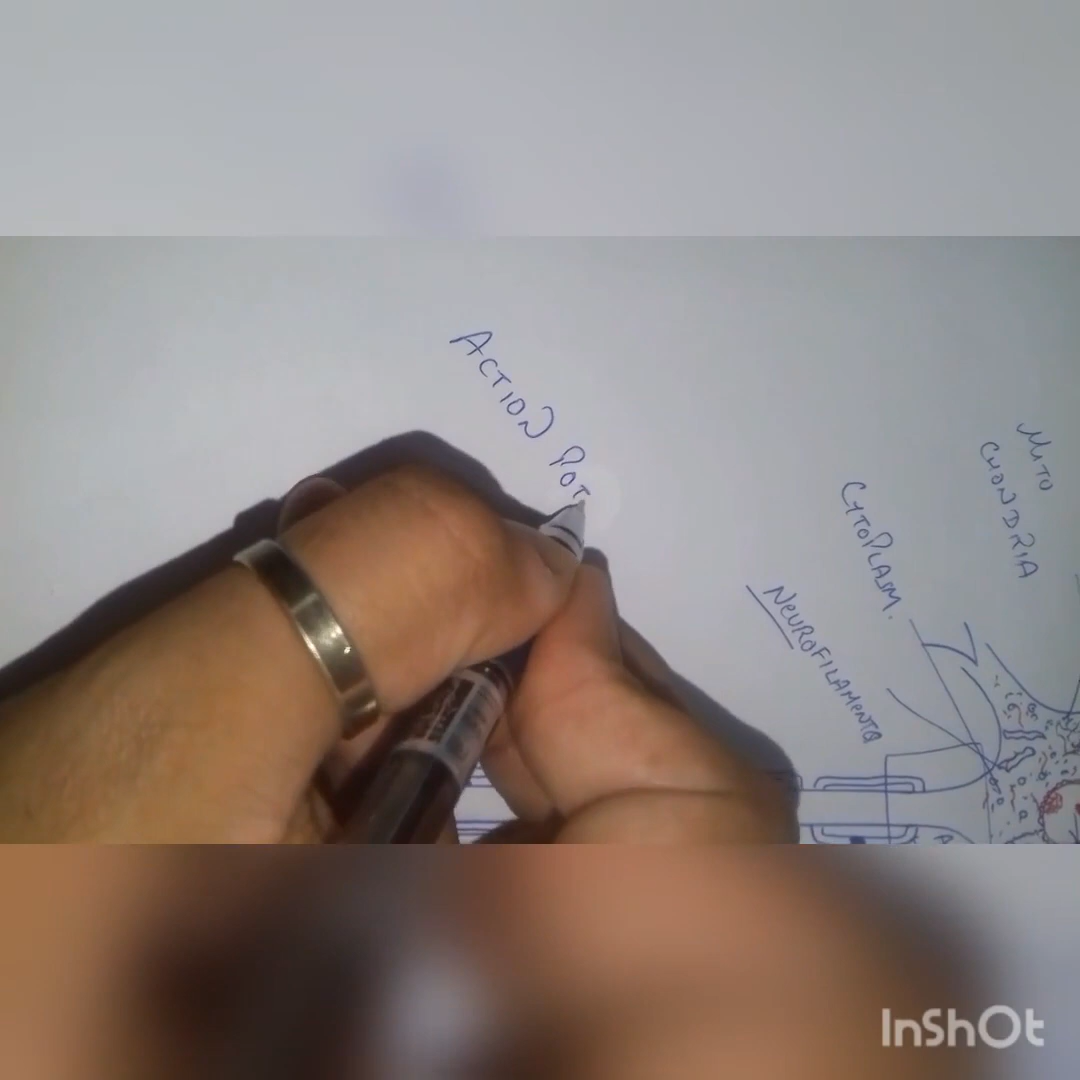 ACTION POT
MITO
CHONDRIA
CYTOPLASM.
NEUROFILAMENTS
A
InShOt